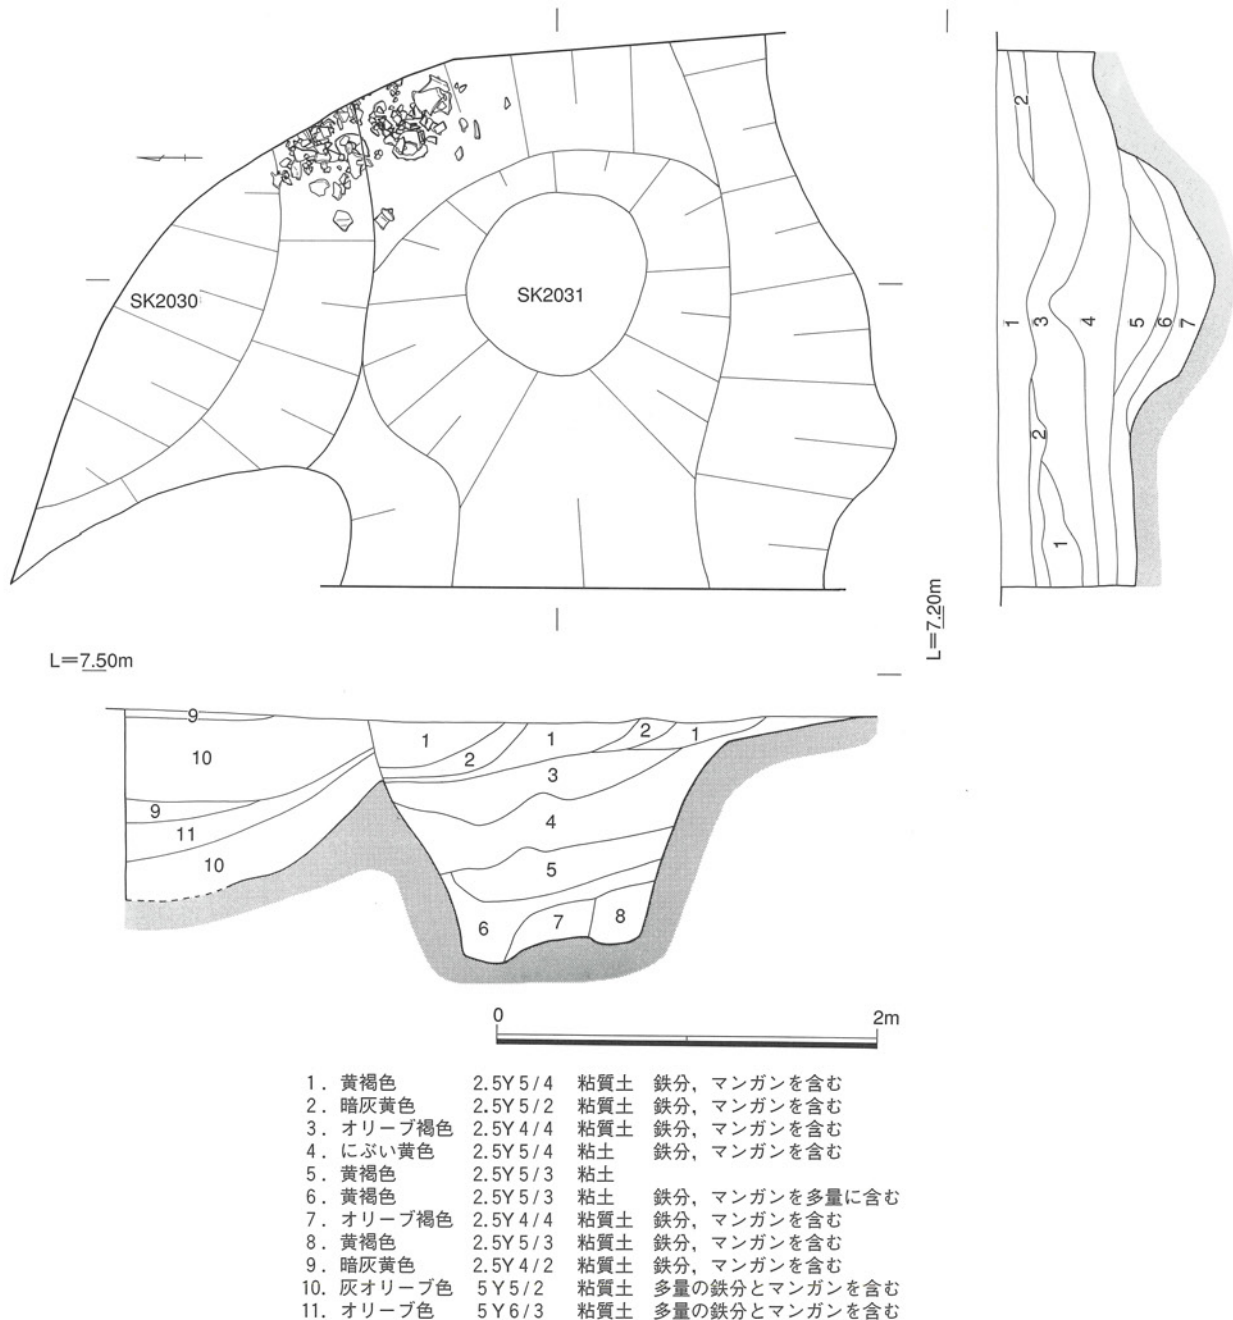 SK2030
SK2031
2
1
3
4
5
6
7
2
1
L=7.20m
L=7.50m
9
10
1
2
1
2
1
3
9
11
4
10
5
6
7
8
0 2m
1. 黄褐色 2.5Y5/4 粘質土 鉄分，マンガンを含む
2. 暗灰黄色 2.5Y5/2 粘質土 鉄分，マンガンを含む
3. オリーブ褐色 2.5Y4/4 粘質土 鉄分，マンガンを含む
4. にぶい黄色 2.5Y5/4 粘土 鉄分，マンガンを含む
5. 黄褐色 2.5Y5/3 粘土
6. 黄褐色 2.5Y5/3 粘土 鉄分，マンガンを多量に含む
7. オリーブ褐色 2.5Y4/4 粘質土 鉄分，マンガンを含む
8. 黄褐色 2.5Y5/3 粘質土 鉄分，マンガンを含む
9. 暗灰黄色 2.5Y4/2 粘質土 鉄分，マンガンを含む
10. 灰オリーブ色 5Y5/2 粘質土 多量の鉄分とマンガンを含む
11. オリーブ色 5Y6/3 粘質土 多量の鉄分とマンガンを含む